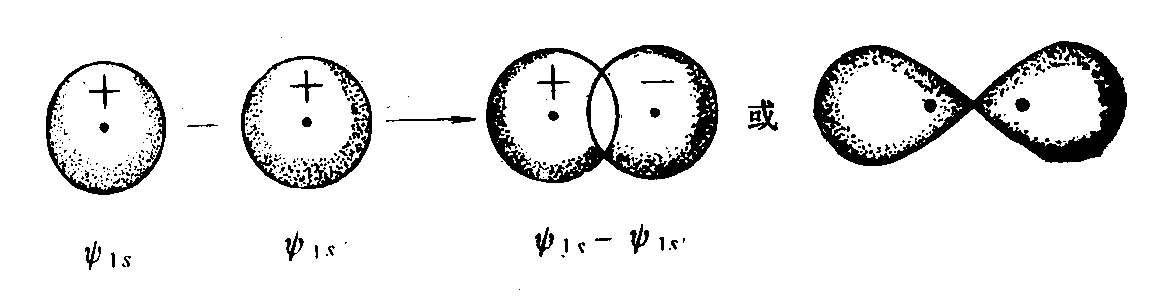 + − + → + − 或
ψ1s ψ1s' ψ1s − ψ1s'